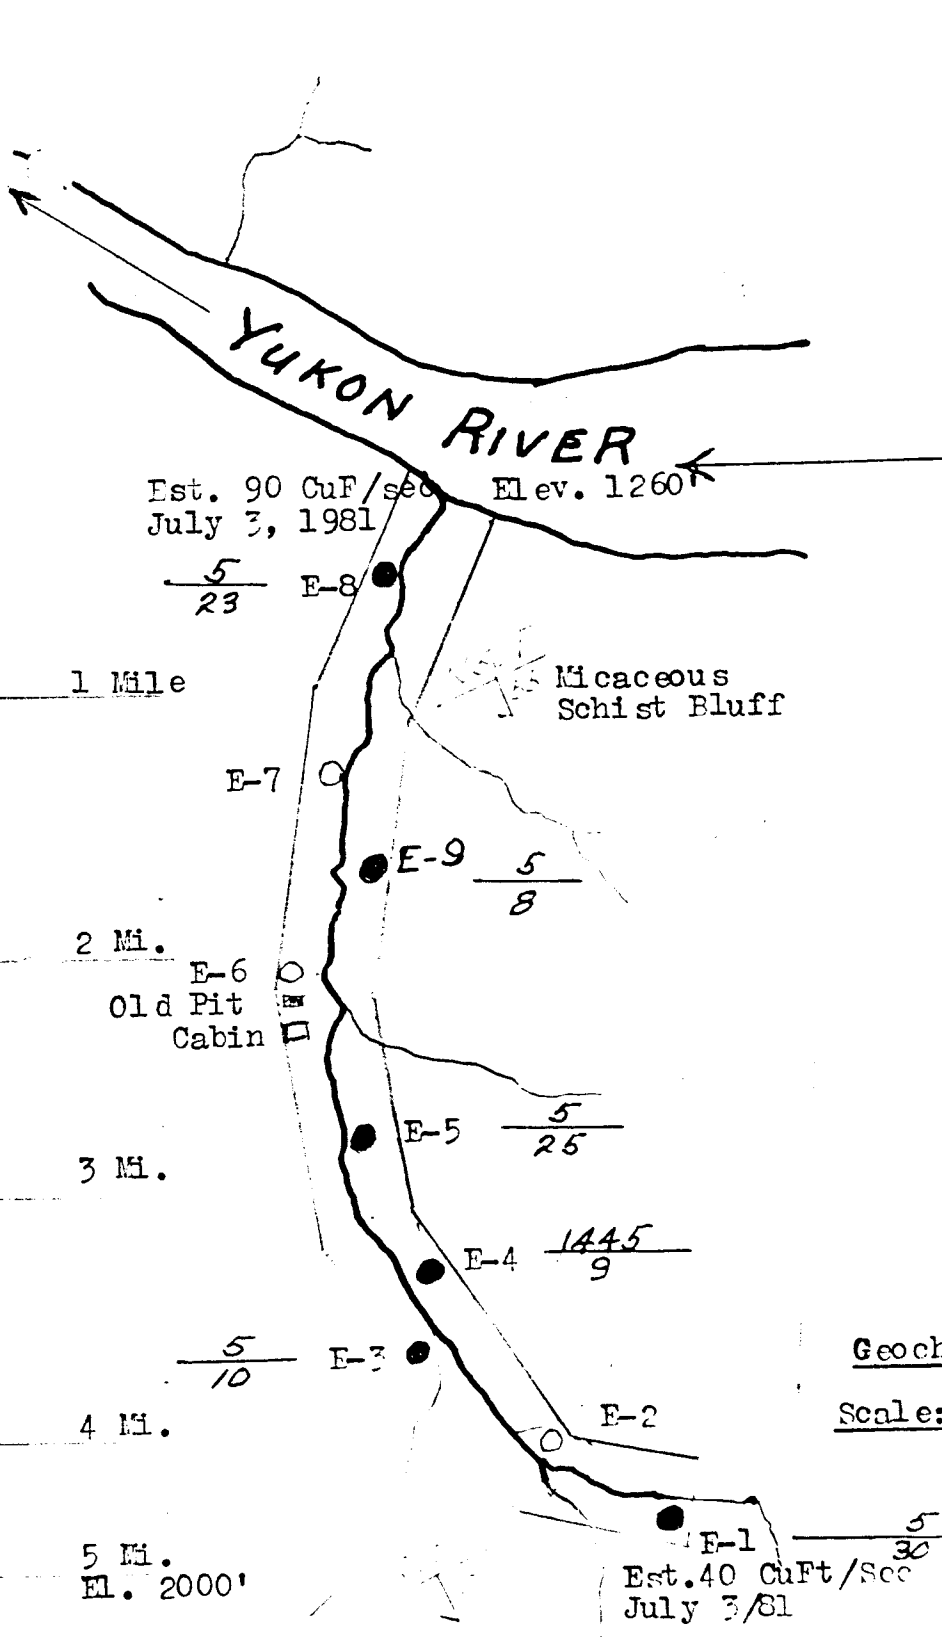 YUKON RIVER
Est. 90 CuF/sec
Elev. 1260'
July 3, 1981
5
23
E-8
1 Mile
Micaceous
Schist Bluff
E-7
E-9
5
8
2 Mi.
E-6
Old Pit
Cabin
E-5
5
25
3 Mi.
E-4
1445
9
5
10
E-3
Geoch
E-2
Scale:
4 Mi.
E-1
5
30
5 Mi.
El. 2000'
Est.40 CuFt/Sec
July 3/81